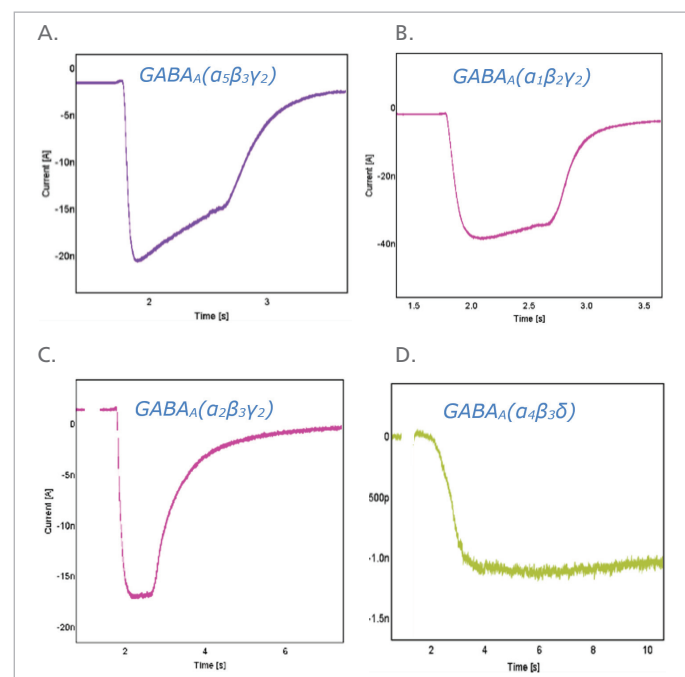 A.
GABAA(α5β3γ2)
0
-5n
-10n
-15n
-20n
Current [A]
2
3
Time [s]
B.
GABAA(α1β2γ2)
0
-20n
-40n
Current [A]
1.5
2.0
2.5
3.0
3.5
Time [s]
C.
GABAA(α2β3γ2)
0
-5n
-10n
-15n
-20n
Current [A]
2
4
6
Time [s]
D.
GABAA(α4β3δ)
0
500p
-1.0n
-1.5n
2
4
6
8
10
Time [s]